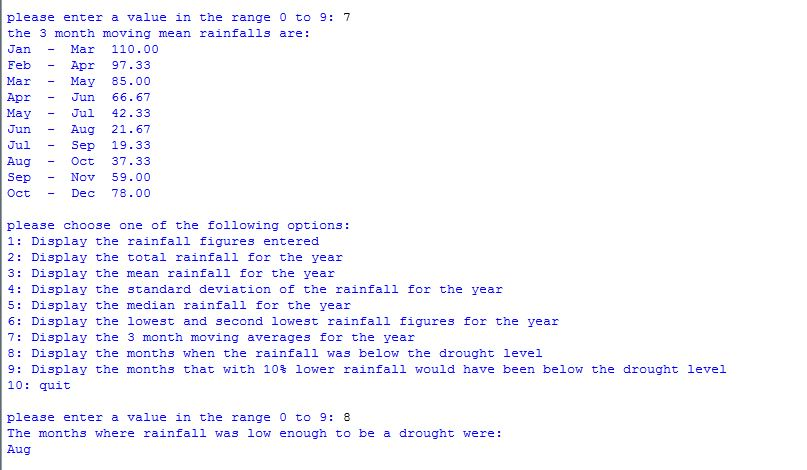 please enter a value in the range 0 to 9: 7
the 3 month moving mean rainfalls are:
Jan - Mar 110.00
Feb - Apr 97.33
Mar - May 85.00
Apr - Jun 66.67
May - Jul 42.33
Jun - Aug 21.67
Jul - Sep 19.33
Aug - Oct 37.33
Sep - Nov 59.00
Oct - Dec 78.00
please choose one of the following options:
1: Display the rainfall figures entered
2: Display the total rainfall for the year
3: Display the mean rainfall for the year
4: Display the standard deviation of the rainfall for the year
5: Display the median rainfall for the year
6: Display the lowest and second lowest rainfall figures for the year
7: Display the 3 month moving averages for the year
8: Display the months when the rainfall was below the drought level
9: Display the months that with 10% lower rainfall would have been below the drought level
10: quit
please enter a value in the range 0 to 9: 8
The months where rainfall was low enough to be a drought were:
Aug